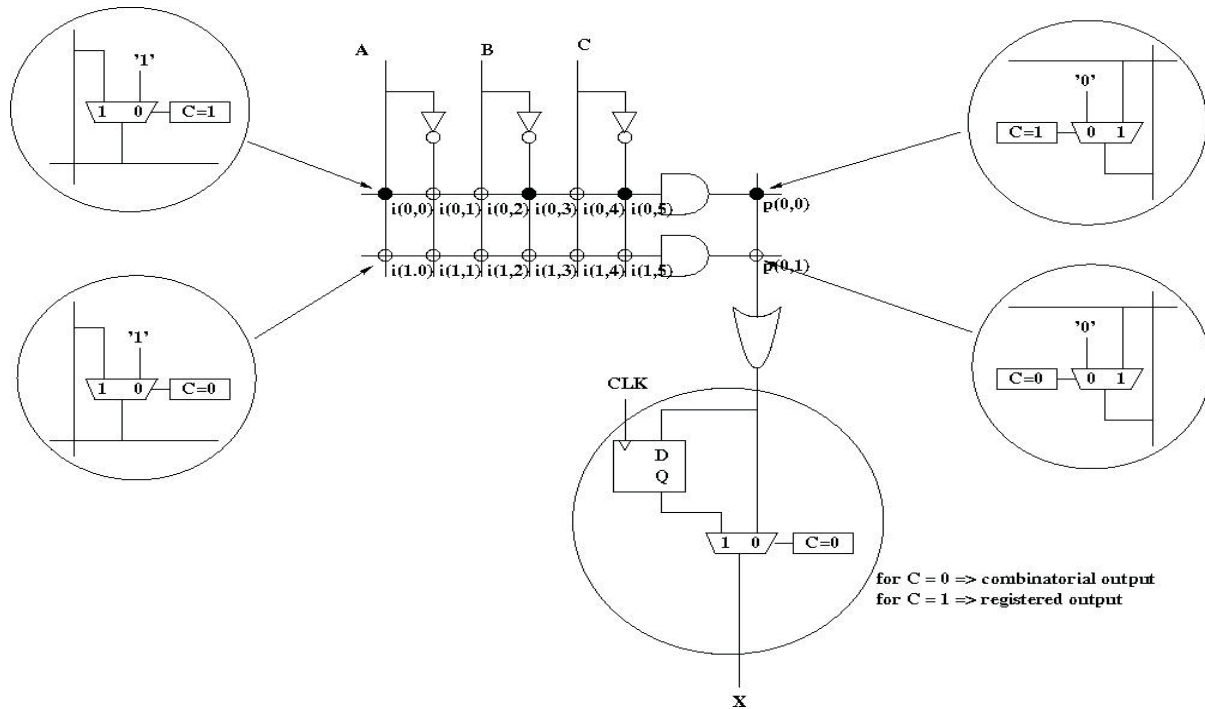 A
B
C
'1'
1 0
C=1
'0'
C=1
0 1
i(0,0) i(0,1) i(0,2) i(0,3) i(0,4) i(0,5)
p(0,0)
i(1.0) i(1,1) i(1,2) i(1,3) i(1,4) i(1,5)
p(0,1)
'1'
1 0
C=0
'0'
C=0
0 1
CLK
D
Q
1 0
C=0
for C = 0 => combinatorial output
for C = 1 => registered output
X